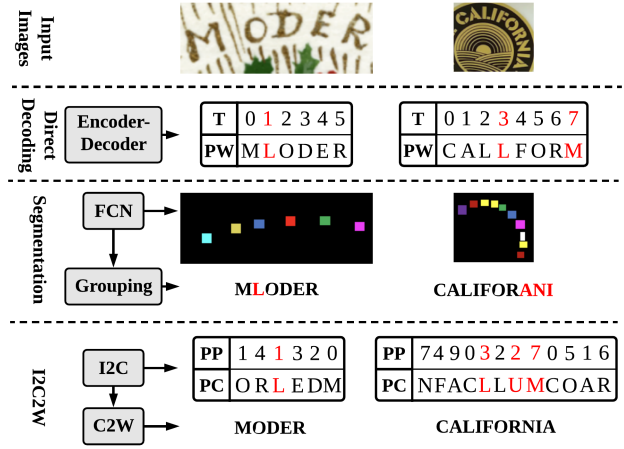 Input Images
MODER
CALIFORNIA
Direct Decoding
Encoder-Decoder
T 0 1 2 3 4 5
PW M L O D E R
T 0 1 2 3 4 5 6 7
PW C A L L F O R M
Segmentation
FCN
Grouping
MLODER
CALIFORANI
I2C2W
I2C
PP 1 4 1 3 2 0
PC O R L E D M
PP 7 4 9 0 3 2 2 7 0 5 1 6
PC N F A C L L U M C O A R
C2W
MODER
CALIFORNIA